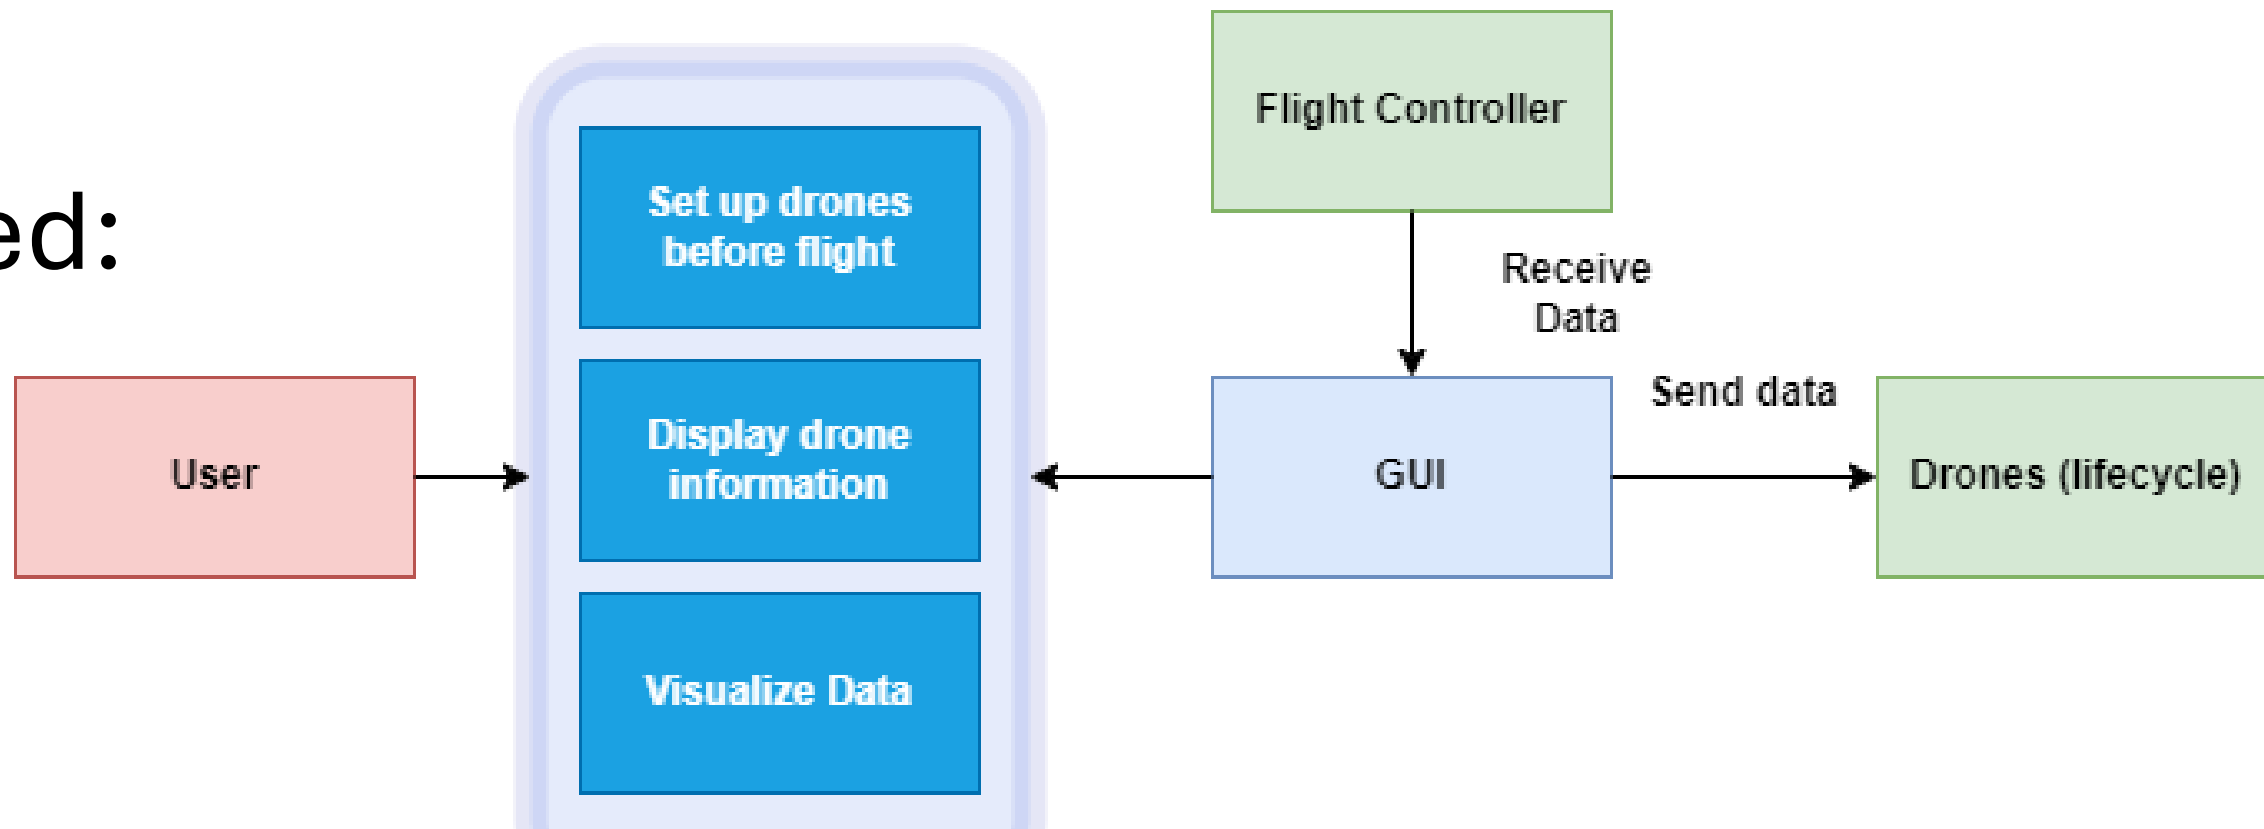 ed:
User
Set up drones
before flight
Display drone
information
Visualize Data
Flight Controller
Receive
Data
GUI
Send data
Drones (lifecycle)